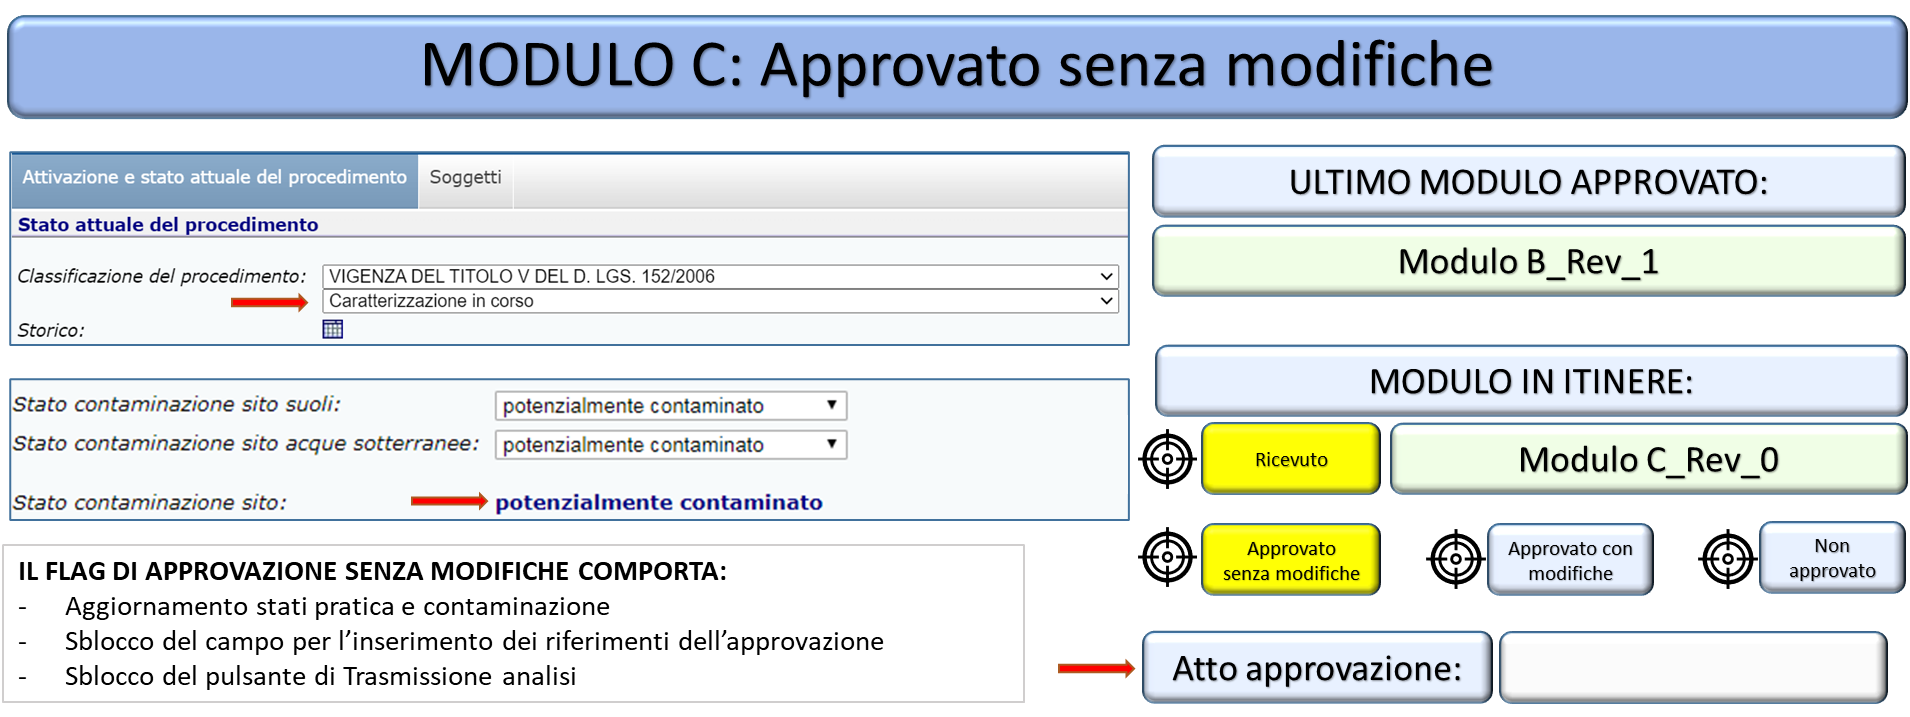 MODULO C: Approvato senza modifiche
Attivazione e stato attuale del procedimento
Soggetti
Stato attuale del procedimento
Classificazione del procedimento:
VIGENZA DEL TITOLO V DEL D. LGS. 152/2006
Caratterizzazione in corso
Storico:
Stato contaminazione sito suoli:
potenzialmente contaminato
Stato contaminazione sito acque sotterranee:
potenzialmente contaminato
Stato contaminazione sito:
potenzialmente contaminato
IL FLAG DI APPROVAZIONE SENZA MODIFICHE COMPORTA:
- Aggiornamento stati pratica e contaminazione
- Sblocco del campo per l’inserimento dei riferimenti dell’approvazione
- Sblocco del pulsante di Trasmissione analisi
ULTIMO MODULO APPROVATO:
Modulo B_Rev_1
MODULO IN ITINERE:
Ricevuto
Modulo C_Rev_0
Approvato
senza modifiche
Approvato con
modifiche
Non
approvato
Atto approvazione: